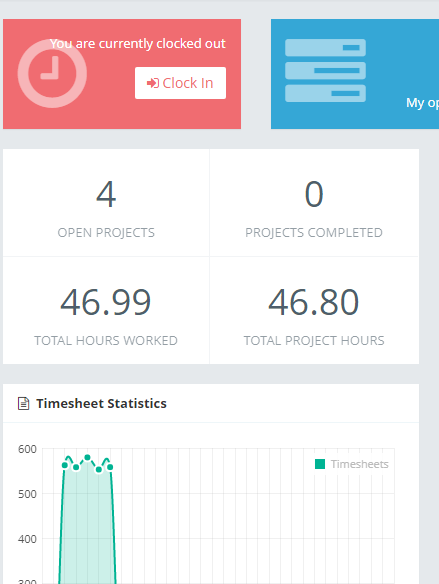 You are currently clocked out
Clock In
My op
4
OPEN PROJECTS
0
PROJECTS COMPLETED
46.99
TOTAL HOURS WORKED
46.80
TOTAL PROJECT HOURS
Timesheet Statistics
Timesheets
600
500
400
300